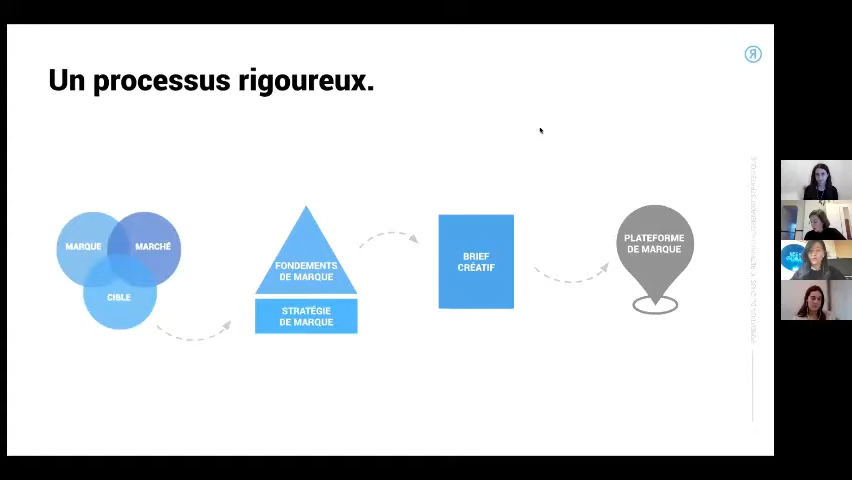 Un processus rigoureux.
MARQUE
MARCHÉ
CIBLE
FONDEMENTS
DE MARQUE
STRATÉGIE
DE MARQUE
BRIEF
CRÉATIF
PLATEFORME
DE MARQUE